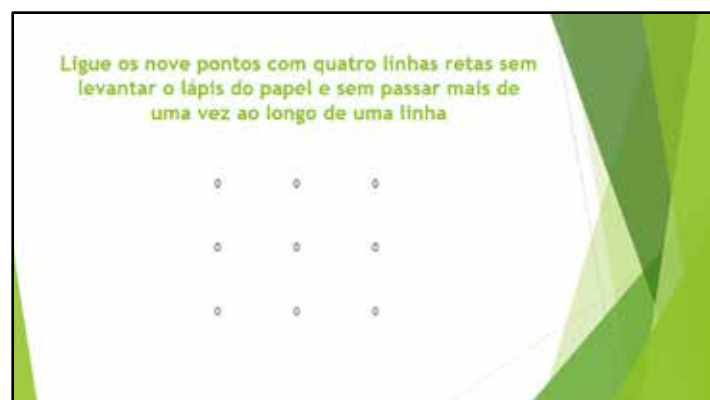 Ligue os nove pontos com quatro linhas retas sem
levantar o lápis do papel e sem passar mais de
uma vez ao longo de uma linha